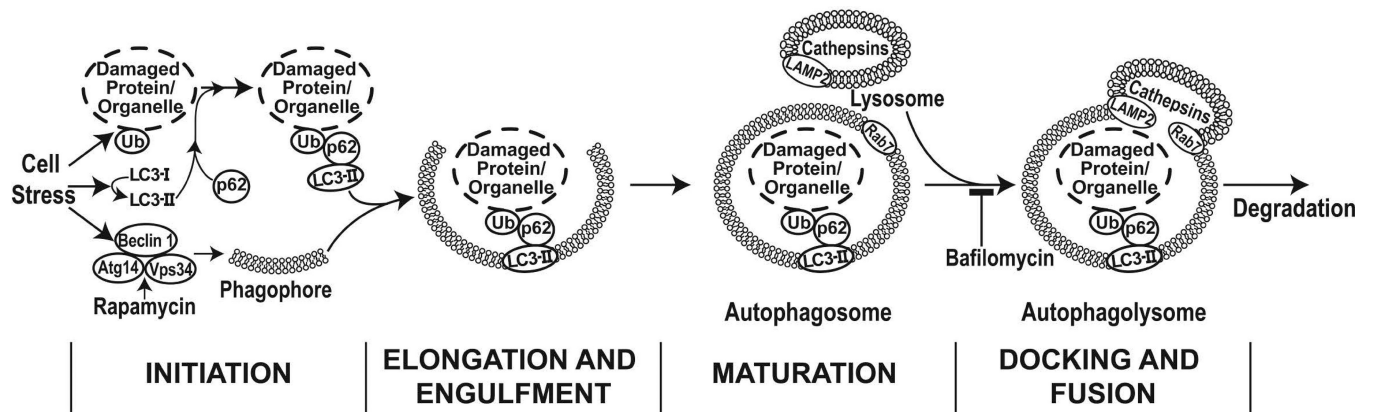 Cell
Stress
Damaged
Protein/
Organelle
Ub
LC3-I
LC3-II
p62
Beclin 1
Atg14
Vps34
Rapamycin
Damaged
Protein/
Organelle
Ub
p62
LC3-II
Phagophore
Damaged
Protein/
Organelle
Ub
p62
LC3-II
Cathepsins
LAMP2
Lysosome
Rab7
Damaged
Protein/
Organelle
Ub
p62
LC3-II
Autophagosome
Bafilomycin
Cathepsins
LAMP2
Rab7
Damaged
Protein/
Organelle
Ub
p62
LC3-II
Autophagolysome
Degradation
INITIATION
ELONGATION AND
ENGULFMENT
MATURATION
DOCKING AND
FUSION